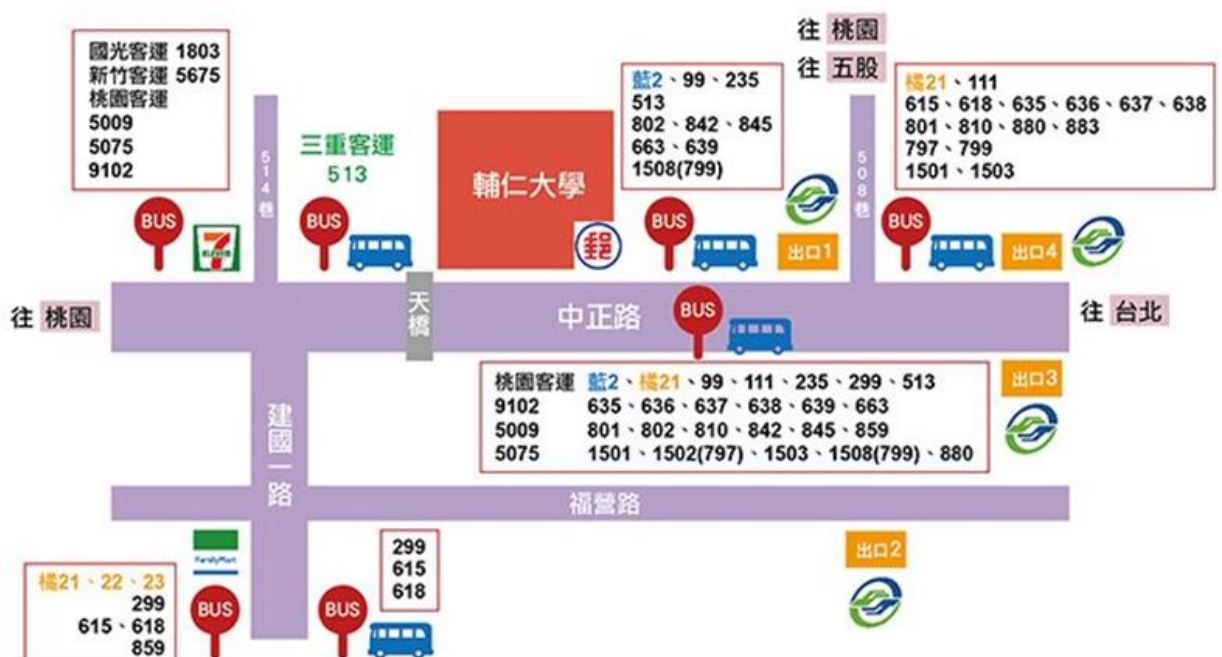 往 桃園
往 五股
國光客運 1803
新竹客運 5675
桃園客運
5009
5075
9102
514巷
三重客運
513
輔仁大學
郵
藍2、99、235
513
802、842、845
663、639
1508(799)
508巷
橘21、111
615、618、635、636、637、638
801、810、880、883
797、799
1501、1503
BUS
7
ELEVEN
BUS
BUS
出口1
BUS
出口4
往 桃園
天橋
中正路
BUS
往 台北
桃園客運 藍2、橘21、99、111、235、299、513
9102 635、636、637、638、639、663
5009 801、802、810、842、845、859
5075 1501、1502(797)、1503、1508(799)、880
出口3
建國一路
福營路
FamilyMart
出口2
橘21、22、23
299
615、618
859
BUS
299
615
618
BUS